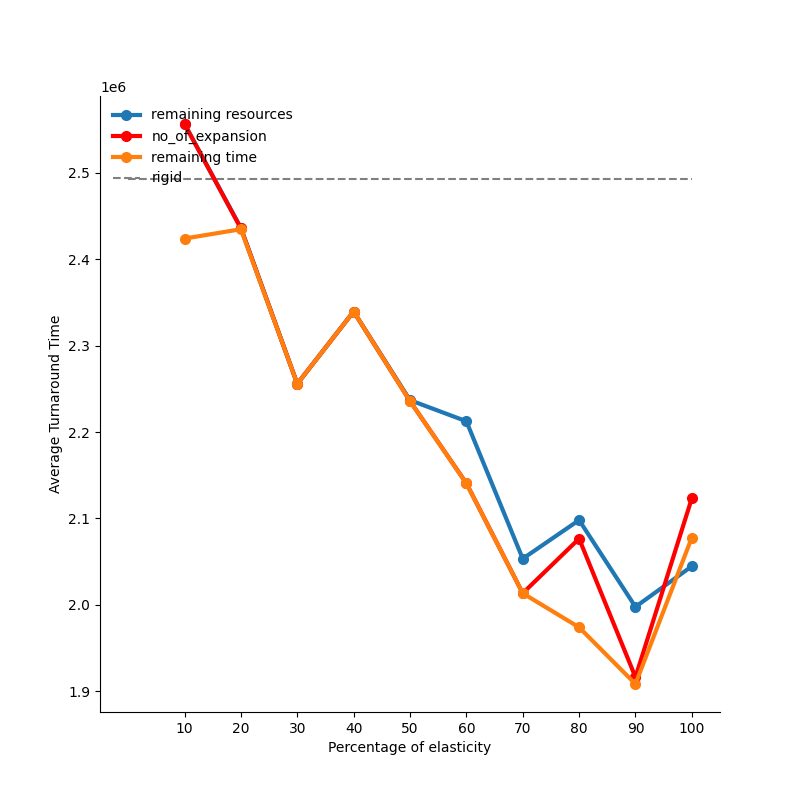 1e6
remaining resources
no_of_expansion
remaining time
rigid
2.5
2.4
2.3
2.2
2.1
2.0
1.9
Average Turnaround Time
10 20 30 40 50 60 70 80 90 100
Percentage of elasticity